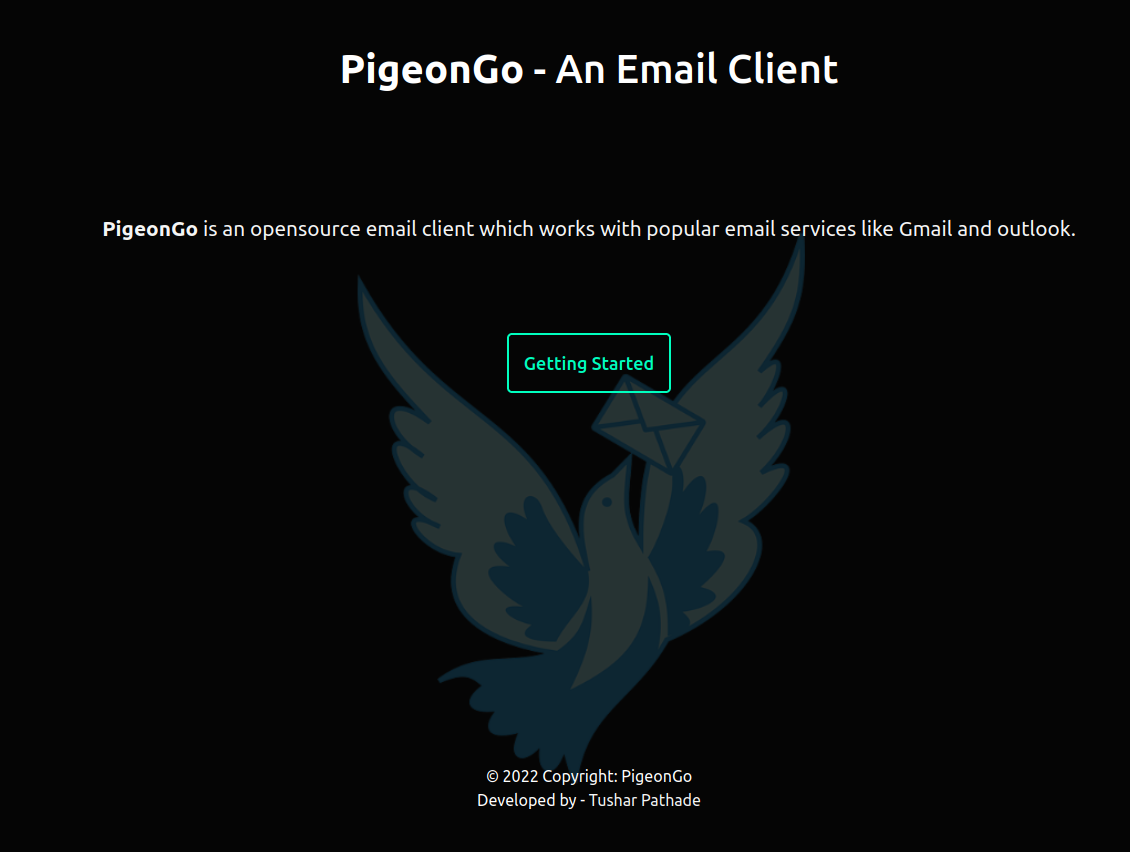 PigeonGo - An Email Client
PigeonGo is an opensource email client which works with popular email services like Gmail and outlook.
Getting Started
© 2022 Copyright: PigeonGo
Developed by - Tushar Pathade